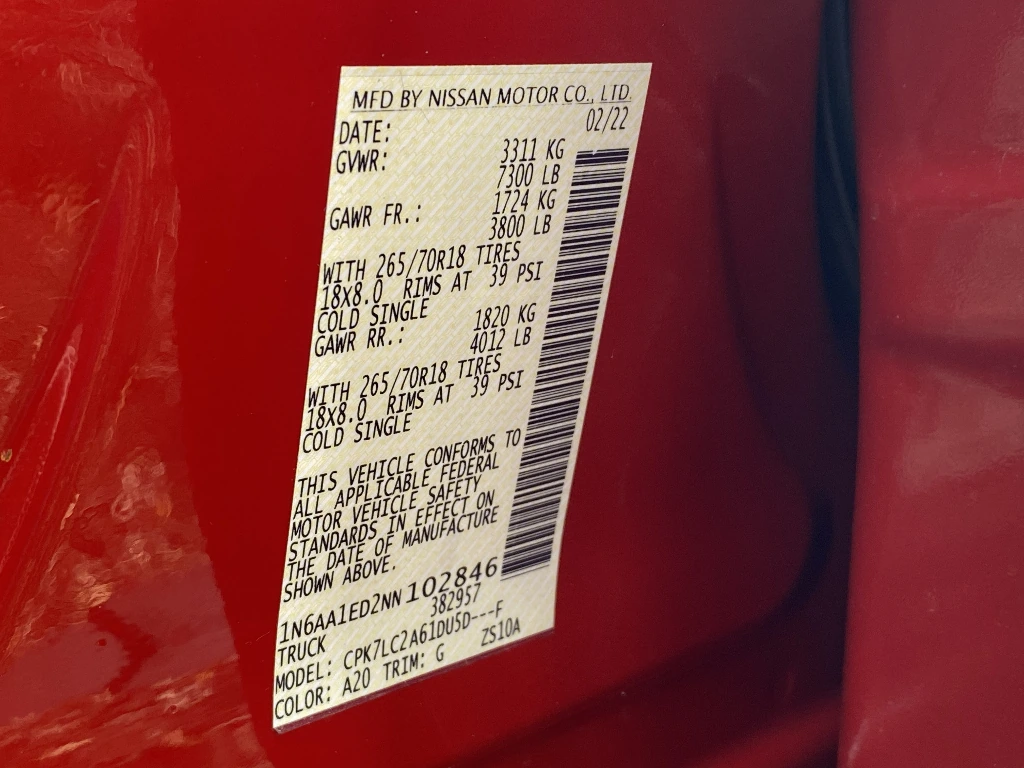 MFD BY NISSAN MOTOR CO., LTD.
DATE: 02/22
GVWR: 3311 KG
7300 LB
GAWR FR.: 1724 KG
3800 LB
WITH 265/70R18 TIRES
18X8.0 RIMS AT 39 PSI
COLD SINGLE
GAWR RR.: 1820 KG
4012 LB
WITH 265/70R18 TIRES
18X8.0 RIMS AT 39 PSI
COLD SINGLE
THIS VEHICLE CONFORMS TO
ALL APPLICABLE FEDERAL
MOTOR VEHICLE SAFETY
STANDARDS IN EFFECT ON
THE DATE OF MANUFACTURE
SHOWN ABOVE.
1N6AA1ED2NN102846
TRUCK 382957
MODEL: CPK7LC2A61DU5D---F
COLOR: A20 TRIM: G ZS10A